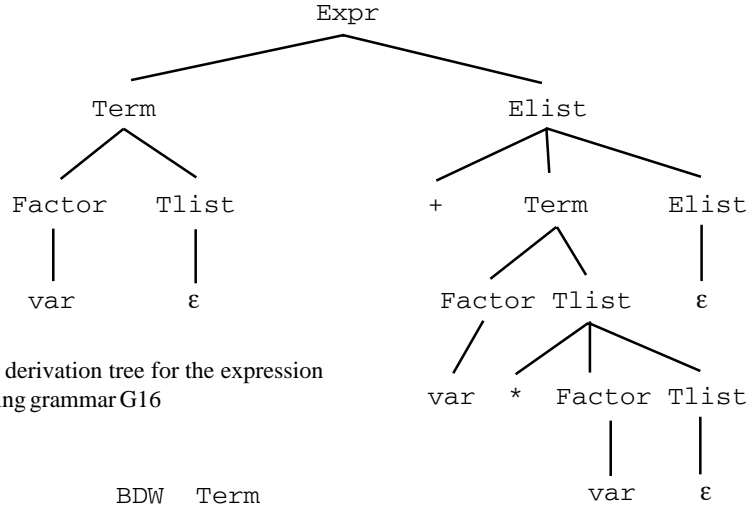 Expr
Term Elist
Factor Tlist + Term Elist
var ε Factor Tlist ε
derivation tree for the expression
ing grammar G16
var * Factor Tlist
BDW Term var ε